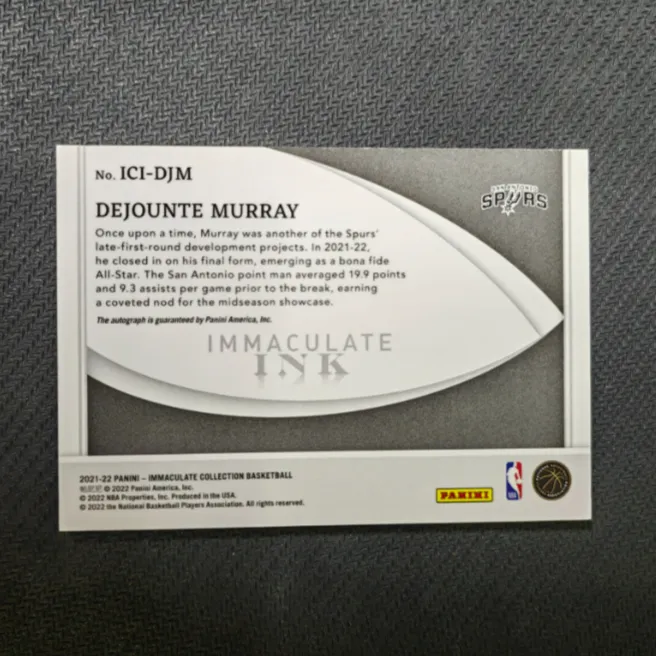 No. ICI-DJM
SAN ANTONIO
SPURS
DEJOUNTE MURRAY
Once upon a time, Murray was another of the Spurs'
late-first-round development projects. In 2021-22,
he closed in on his final form, emerging as a bona fide
All-Star. The San Antonio point man averaged 19.9 points
and 9.3 assists per game prior to the break, earning
a coveted nod for the midseason showcase.
The autograph is guaranteed by Panini America, Inc.
IMMACULATE
INK
2021-22 PANINI – IMMACULATE COLLECTION BASKETBALL
© 2022 Panini America, Inc.
© 2022 NBA Properties, Inc. Produced in the USA.
© 2022 the National Basketball Players Association. All rights reserved.
PANINI
NBA